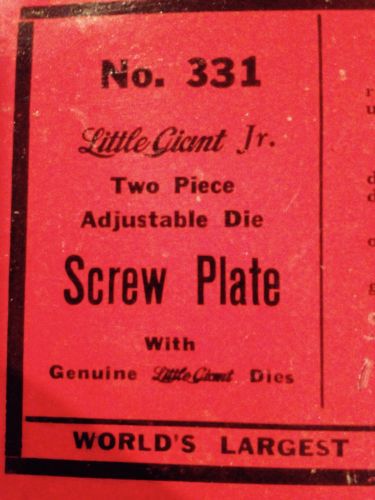 No. 331
Little Giant Jr.
Two Piece
Adjustable Die
Screw Plate
With
Genuine Little Giant Dies
WORLD'S LARGEST